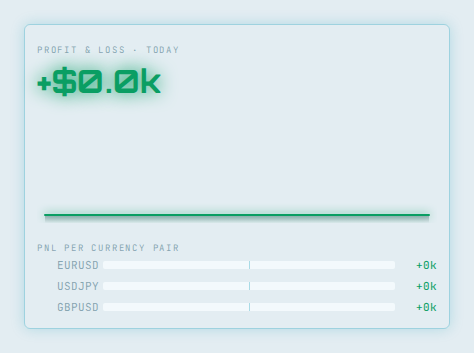 PROFIT & LOSS · TODAY
+$0.0k
PNL PER CURRENCY PAIR
EURUSD +0k
USDJPY +0k
GBPUSD +0k